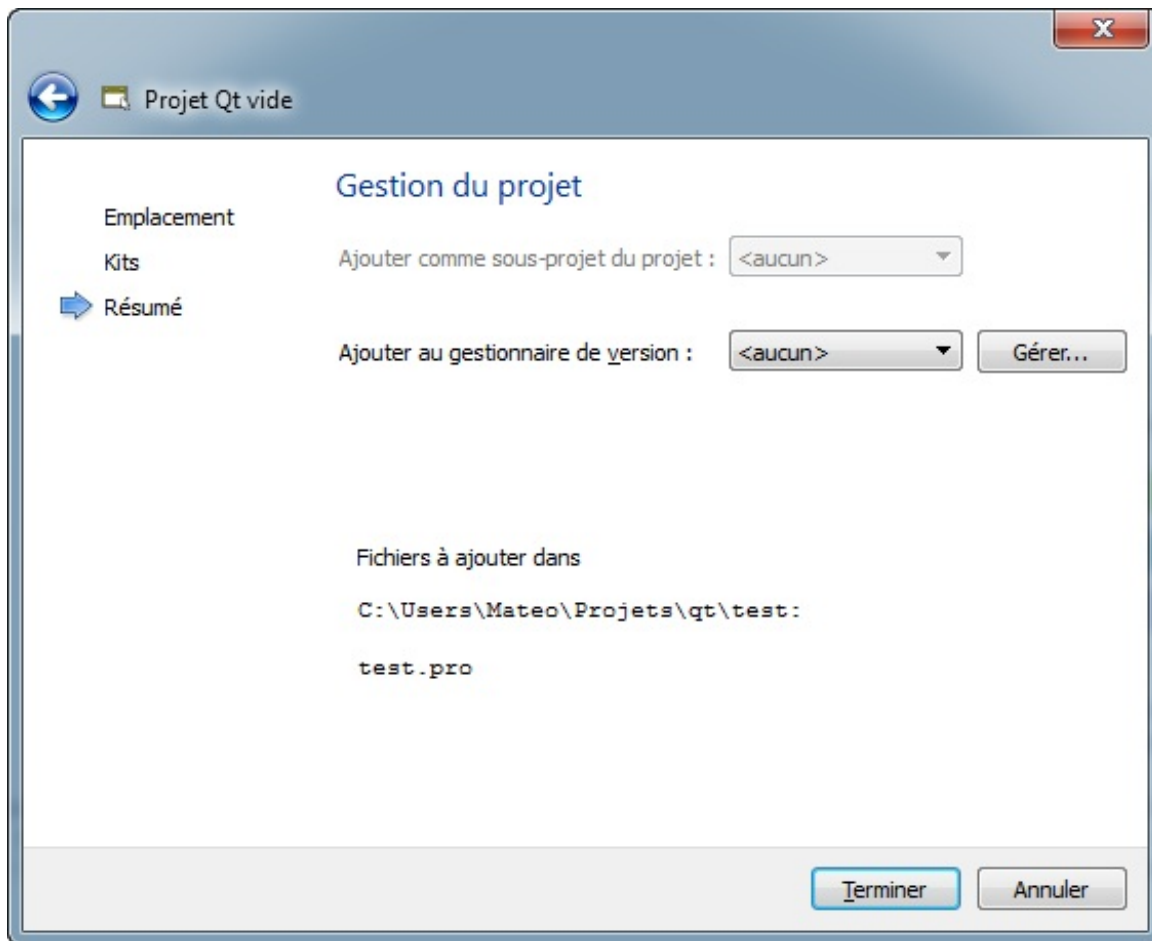 Projet Qt vide
Gestion du projet
Emplacement
Kits
Résumé
Ajouter comme sous-projet du projet : <aucun>
Ajouter au gestionnaire de version : <aucun> Gérer...
Fichiers à ajouter dans
C:\Users\Mateo\Projets\qt\test:
test.pro
Terminer Annuler